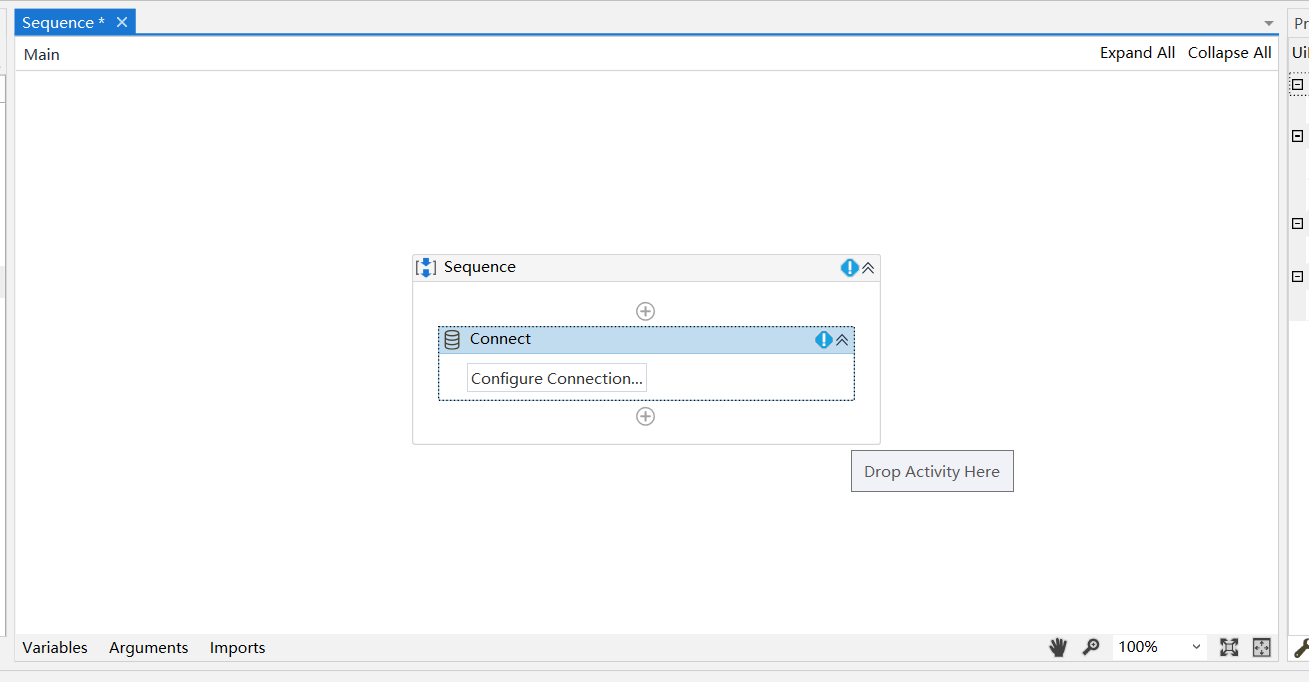 Sequence *
Main
Expand All Collapse All
Sequence
Connect
Configure Connection...
Drop Activity Here
Variables Arguments Imports
100%